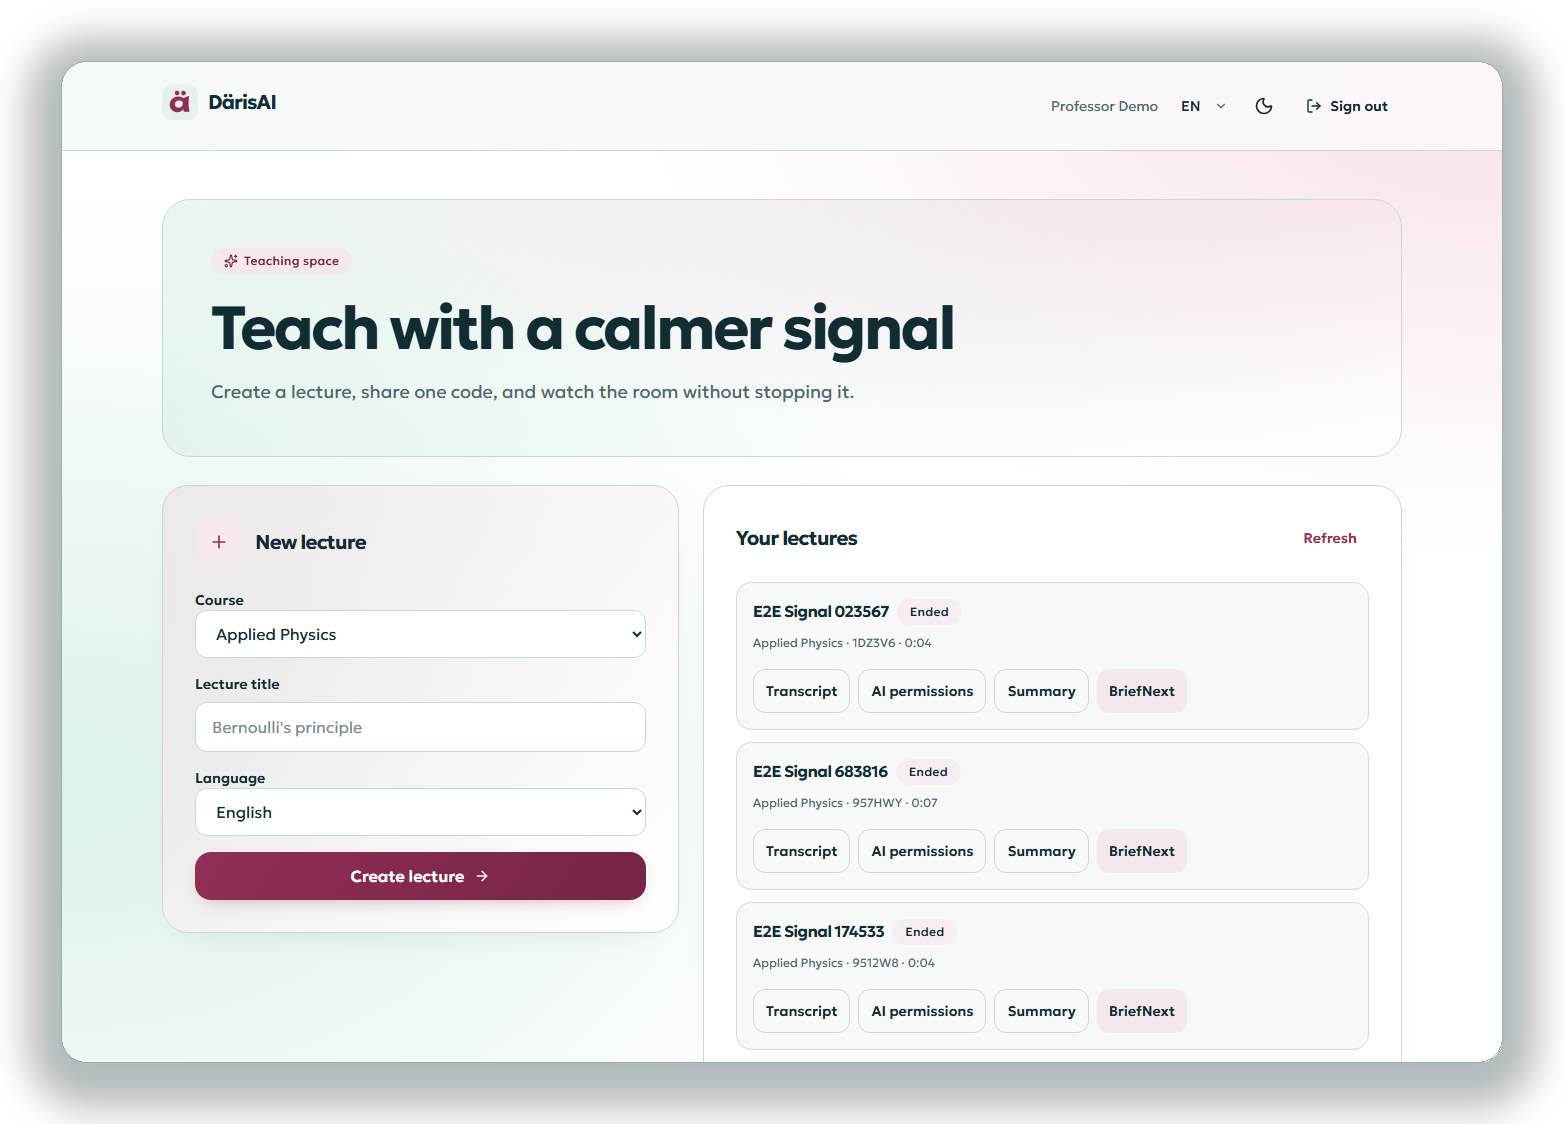 ä DärisAI
Professor Demo EN Sign out
Teaching space
Teach with a calmer signal
Create a lecture, share one code, and watch the room without stopping it.
New lecture
Course
Applied Physics
Lecture title
Bernoulli's principle
Language
English
Create lecture →
Your lectures Refresh
E2E Signal 023567 Ended
Applied Physics · 1DZ3V6 · 0:04
Transcript AI permissions Summary BriefNext
E2E Signal 683816 Ended
Applied Physics · 957HWY · 0:07
Transcript AI permissions Summary BriefNext
E2E Signal 174533 Ended
Applied Physics · 9512W8 · 0:04
Transcript AI permissions Summary BriefNext